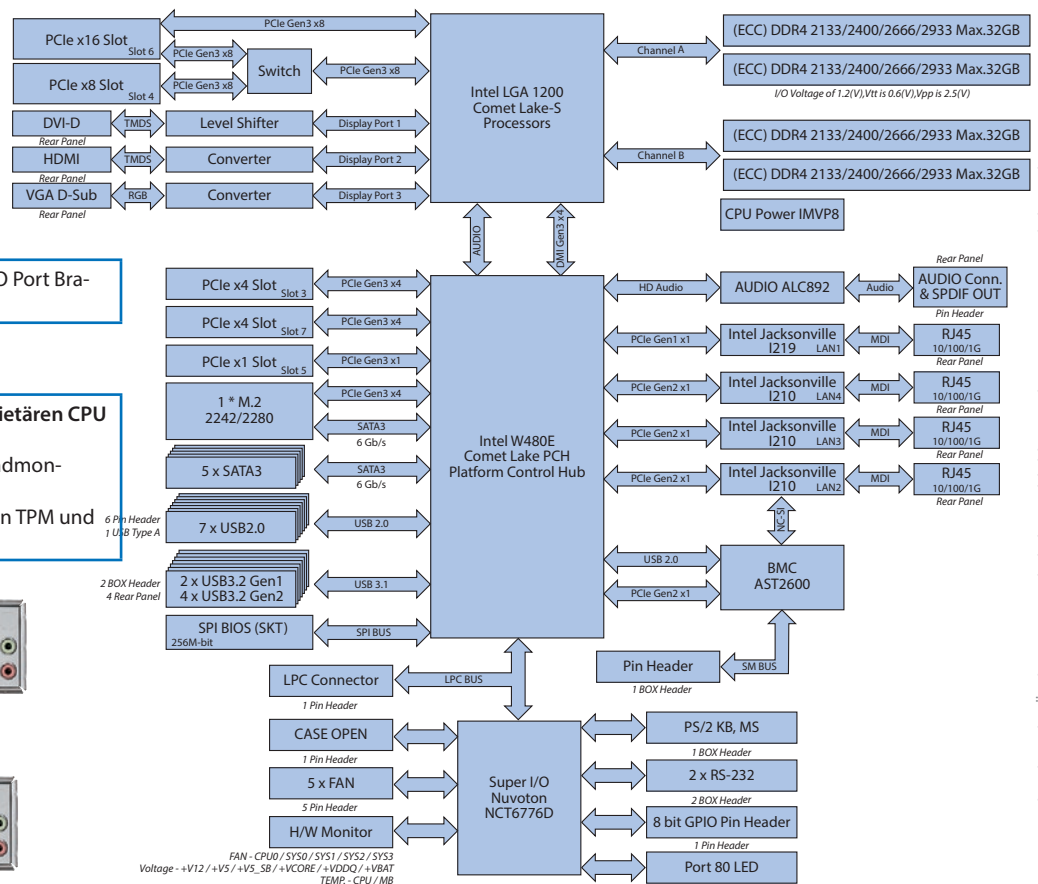 PCIe x16 Slot
Slot 6
PCIe Gen3 x8
PCIe Gen3 x8
PCIe x8 Slot
Slot 4
PCIe Gen3 x8
Switch
PCIe Gen3 x8
DVI-D
Rear Panel
TMDS
Level Shifter
Display Port 1
HDMI
Rear Panel
TMDS
Converter
Display Port 2
VGA D-Sub
Rear Panel
RGB
Converter
Display Port 3
Intel LGA 1200
Comet Lake-S
Processors
Channel A
(ECC) DDR4 2133/2400/2666/2933 Max.32GB
(ECC) DDR4 2133/2400/2666/2933 Max.32GB
I/O Voltage of 1.2(V),Vtt is 0.6(V),Vpp is 2.5(V)
Channel B
(ECC) DDR4 2133/2400/2666/2933 Max.32GB
(ECC) DDR4 2133/2400/2666/2933 Max.32GB
CPU Power IMVP8
AUDIO
DMI Gen3 x4
O Port Bra-
ietären CPU
dmon-
n TPM und
PCIe x4 Slot
Slot 3
PCIe Gen3 x4
PCIe x4 Slot
Slot 7
PCIe Gen3 x4
PCIe x1 Slot
Slot 5
PCIe Gen3 x1
1 * M.2
2242/2280
PCIe Gen3 x4
SATA3
6 Gb/s
5 x SATA3
SATA3
6 Gb/s
6 Pin Header
1 USB Type A
7 x USB2.0
USB 2.0
2 BOX Header
4 Rear Panel
2 x USB3.2 Gen1
4 x USB3.2 Gen2
USB 3.1
SPI BIOS (SKT)
256M-bit
SPI BUS
Intel W480E
Comet Lake PCH
Platform Control Hub
HD Audio
AUDIO ALC892
Audio
Rear Panel
AUDIO Conn.
& SPDIF OUT
Pin Header
PCIe Gen1 x1
Intel Jacksonville
I219
LAN1
MDI
RJ45
10/100/1G
Rear Panel
PCIe Gen2 x1
Intel Jacksonville
I210
LAN4
MDI
RJ45
10/100/1G
Rear Panel
PCIe Gen2 x1
Intel Jacksonville
I210
LAN3
MDI
RJ45
10/100/1G
Rear Panel
PCIe Gen2 x1
Intel Jacksonville
I210
LAN2
MDI
RJ45
10/100/1G
Rear Panel
NC-SI
USB 2.0
PCIe Gen2 x1
BMC
AST2600
Pin Header
1 BOX Header
SM BUS
LPC Connector
1 Pin Header
LPC BUS
CASE OPEN
1 Pin Header
5 x FAN
5 Pin Header
H/W Monitor
FAN - CPU0 / SYS0 / SYS1 / SYS2 / SYS3
Voltage - +V12 / +V5 / +V5_SB / +VCORE / +VDDQ / +VBAT
TEMP. - CPU / MB
Super I/O
Nuvoton
NCT6776D
PS/2 KB, MS
1 BOX Header
2 x RS-232
2 BOX Header
8 bit GPIO Pin Header
1 Pin Header
Port 80 LED